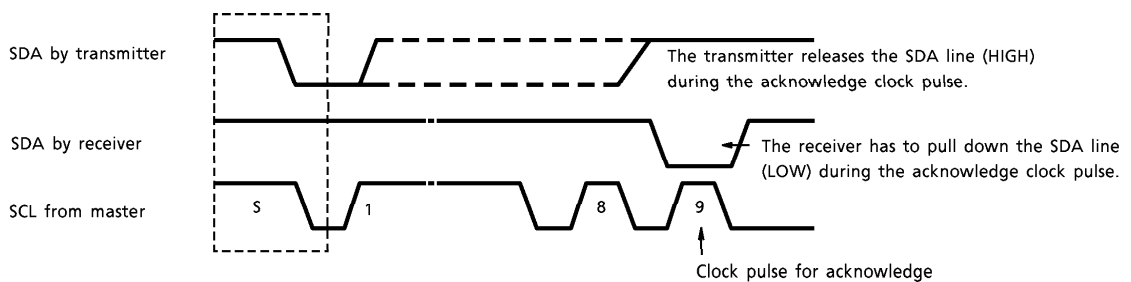 SDA by transmitter
The transmitter releases the SDA line (HIGH)
during the acknowledge clock pulse.
SDA by receiver
The receiver has to pull down the SDA line
(LOW) during the acknowledge clock pulse.
SCL from master
S
1
8
9
Clock pulse for acknowledge